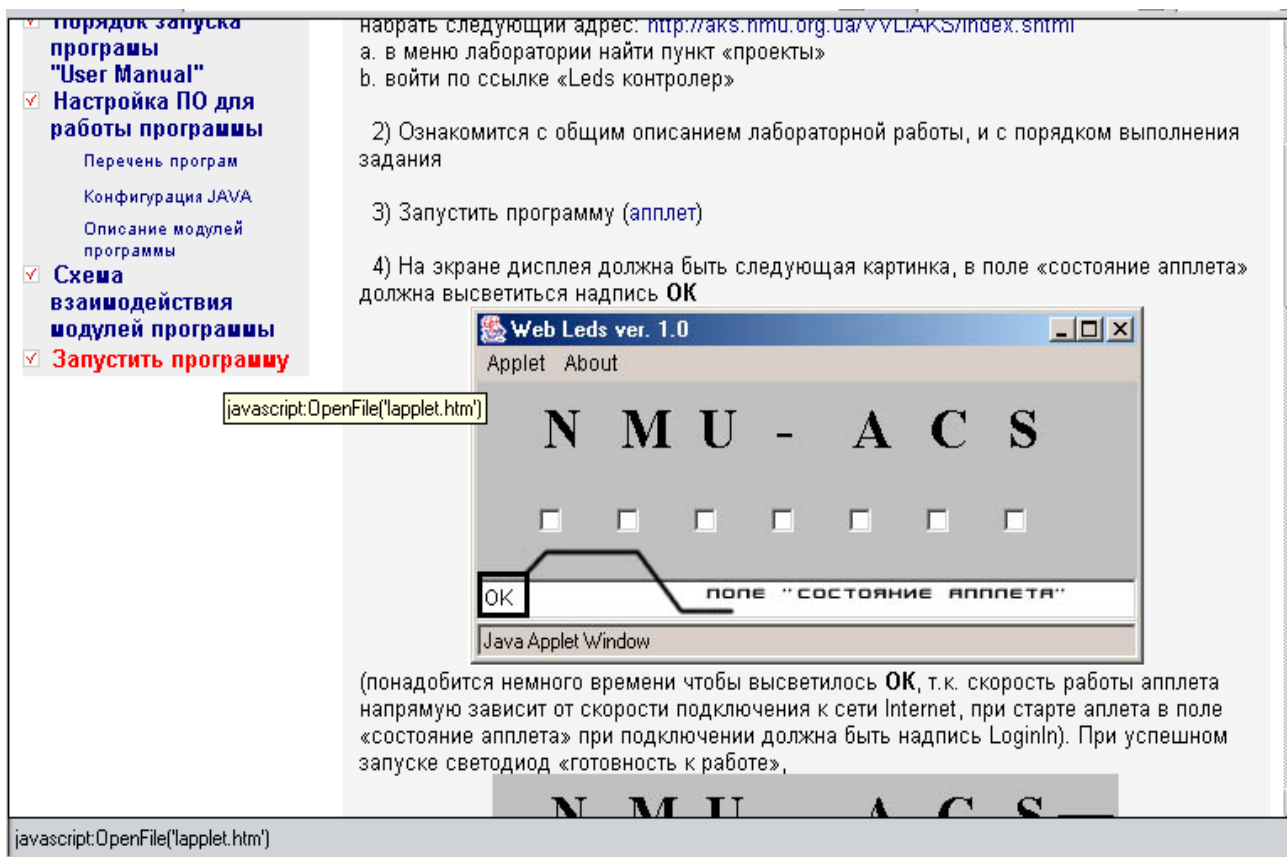 Порядок запуска
програмы
"User Manual"
Настройка ПО для
работы программы
Перечень програм
Конфигурация JAVA
Описание модулей
программы
Схема
взаимодействия
модулей программы
Запустить программу
набрать следующий адрес: http://aks.nmu.org.ua/VVL/AKS/index.shtml
a. в меню лаборатории найти пункт «проекты»
b. войти по ссылке «Leds контролер»
2) Ознакомится с общим описанием лабораторной работы, и с порядком выполнения
задания
3) Запустить программу (апплет)
4) На экране дисплея должна быть следующая картинка, в поле «состояние апплета»
должна высветиться надпись OK
Web Leds ver. 1.0
Applet About
javascript:OpenFile('lapplet.htm')
N M U - A C S
OK
ПОЛЕ "СОСТОЯНИЕ АППЛЕТА"
Java Applet Window
(понадобится немного времени чтобы высветилось OK, т.к. скорость работы апплета
напрямую зависит от скорости подключения к сети Internet, при старте аплета в поле
«состояние апплета» при подключении должна быть надпись LoginIn). При успешном
запуске светодиод «готовность к работе»,
N M U A C S
javascript:OpenFile('lapplet.htm')